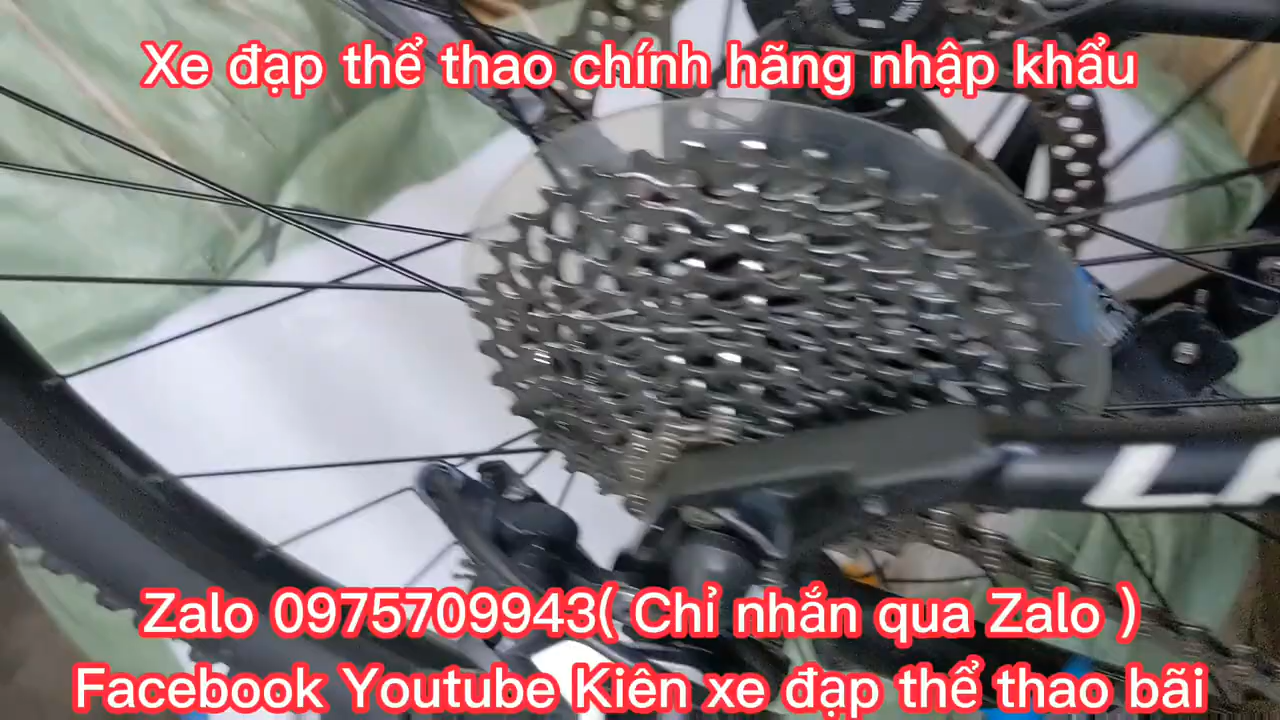 Xe đạp thể thao chính hãng nhập khẩu
Zalo 0975709943( Chỉ nhắn qua Zalo )
Facebook Youtube Kiên xe đạp thể thao bãi